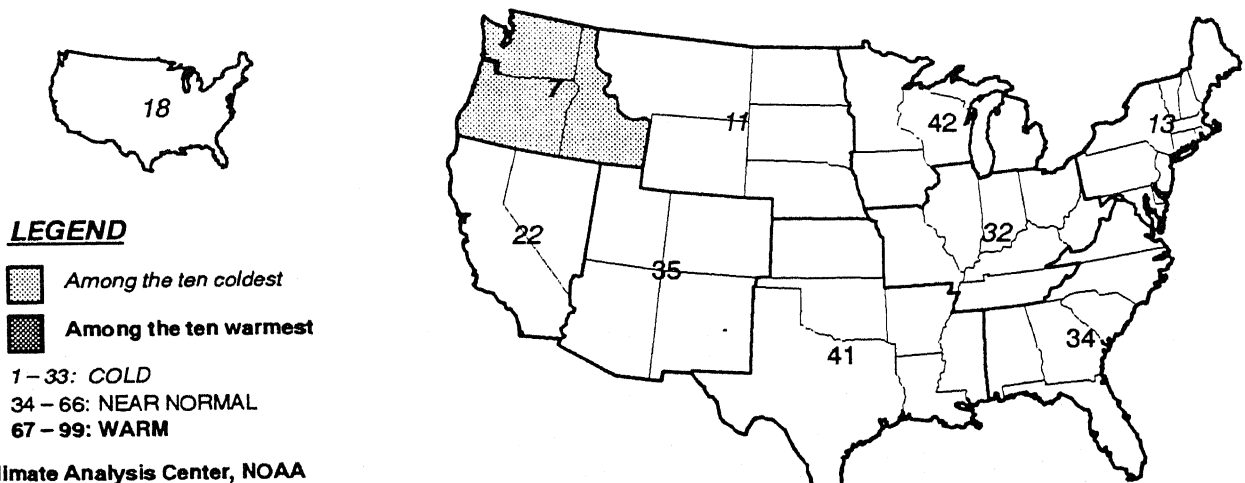 18
LEGEND
Among the ten coldest
Among the ten warmest
1 – 33: COLD
34 – 66: NEAR NORMAL
67 – 99: WARM
limate Analysis Center, NOAA
7
11
42
13
22
35
32
41
34